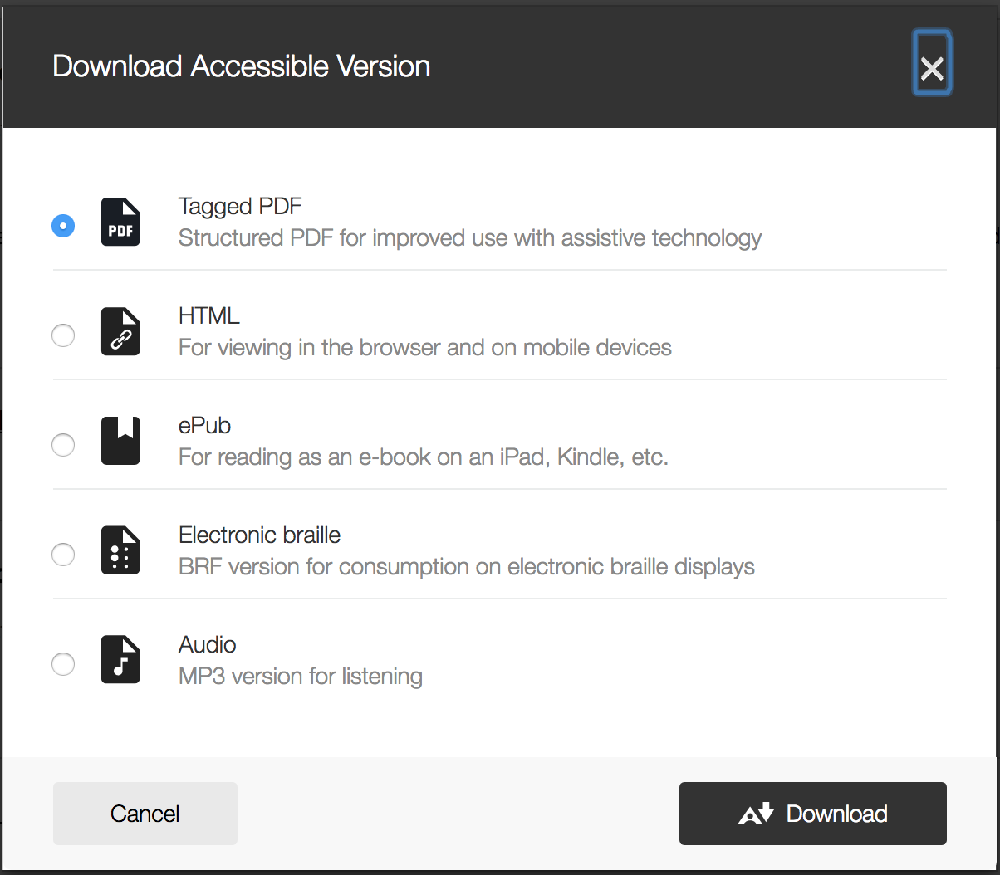 Download Accessible Version
PDF
Tagged PDF
Structured PDF for improved use with assistive technology
HTML
For viewing in the browser and on mobile devices
ePub
For reading as an e-book on an iPad, Kindle, etc.
Electronic braille
BRF version for consumption on electronic braille displays
Audio
MP3 version for listening
Cancel
Download